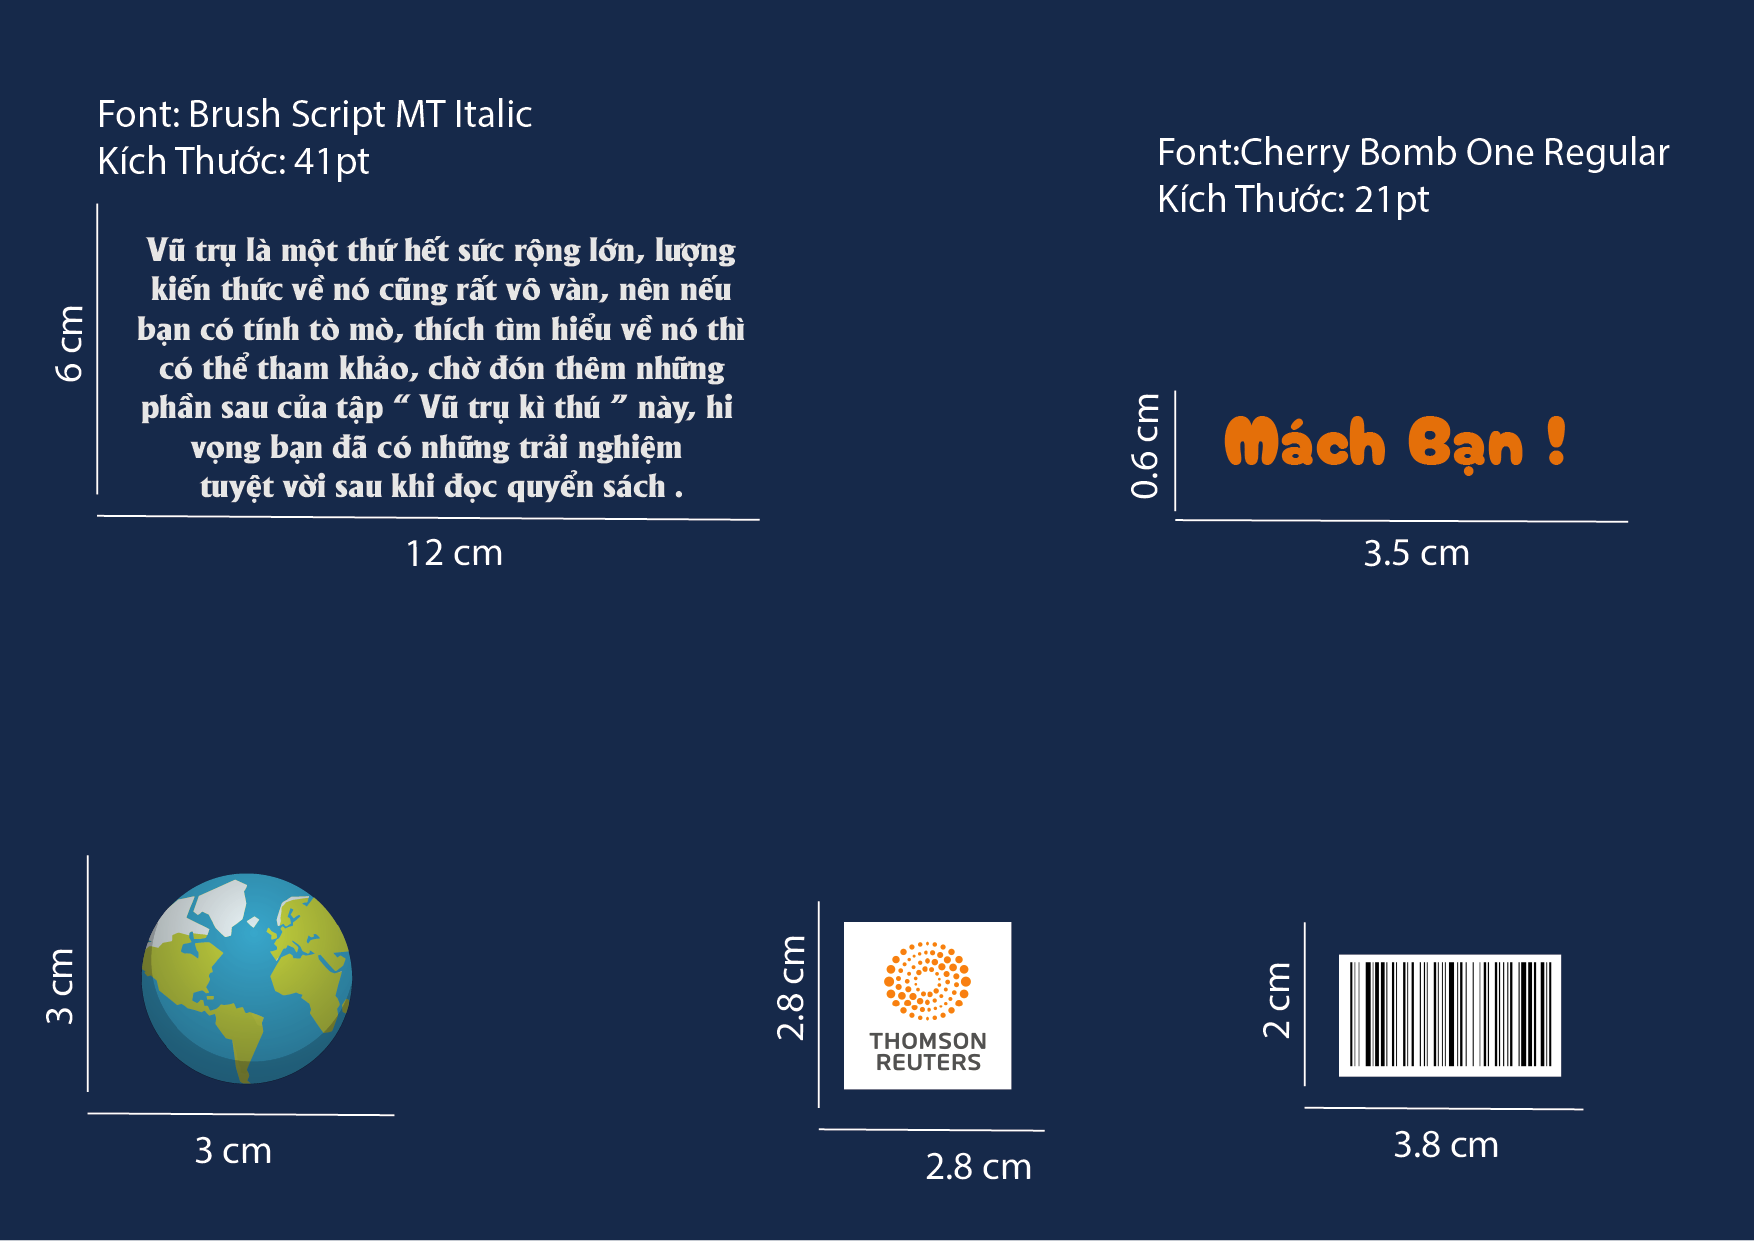 Font: Brush Script MT Italic
Kích Thước: 41pt
Font:Cherry Bomb One Regular
Kích Thước: 21pt
6 cm
Vũ trụ là một thứ hết sức rộng lớn, lượng
kiến thức về nó cũng rất vô vàn, nên nếu
bạn có tính tò mò, thích tìm hiểu về nó thì
có thể tham khảo, chờ đón thêm những
phần sau của tập “ Vũ trụ kì thú ” này, hi
vọng bạn đã có những trải nghiệm
tuyệt vời sau khi đọc quyển sách .
12 cm
0.6 cm
Mách Bạn !
3.5 cm
3 cm
3 cm
2.8 cm
THOMSON
REUTERS
2.8 cm
2 cm
3.8 cm